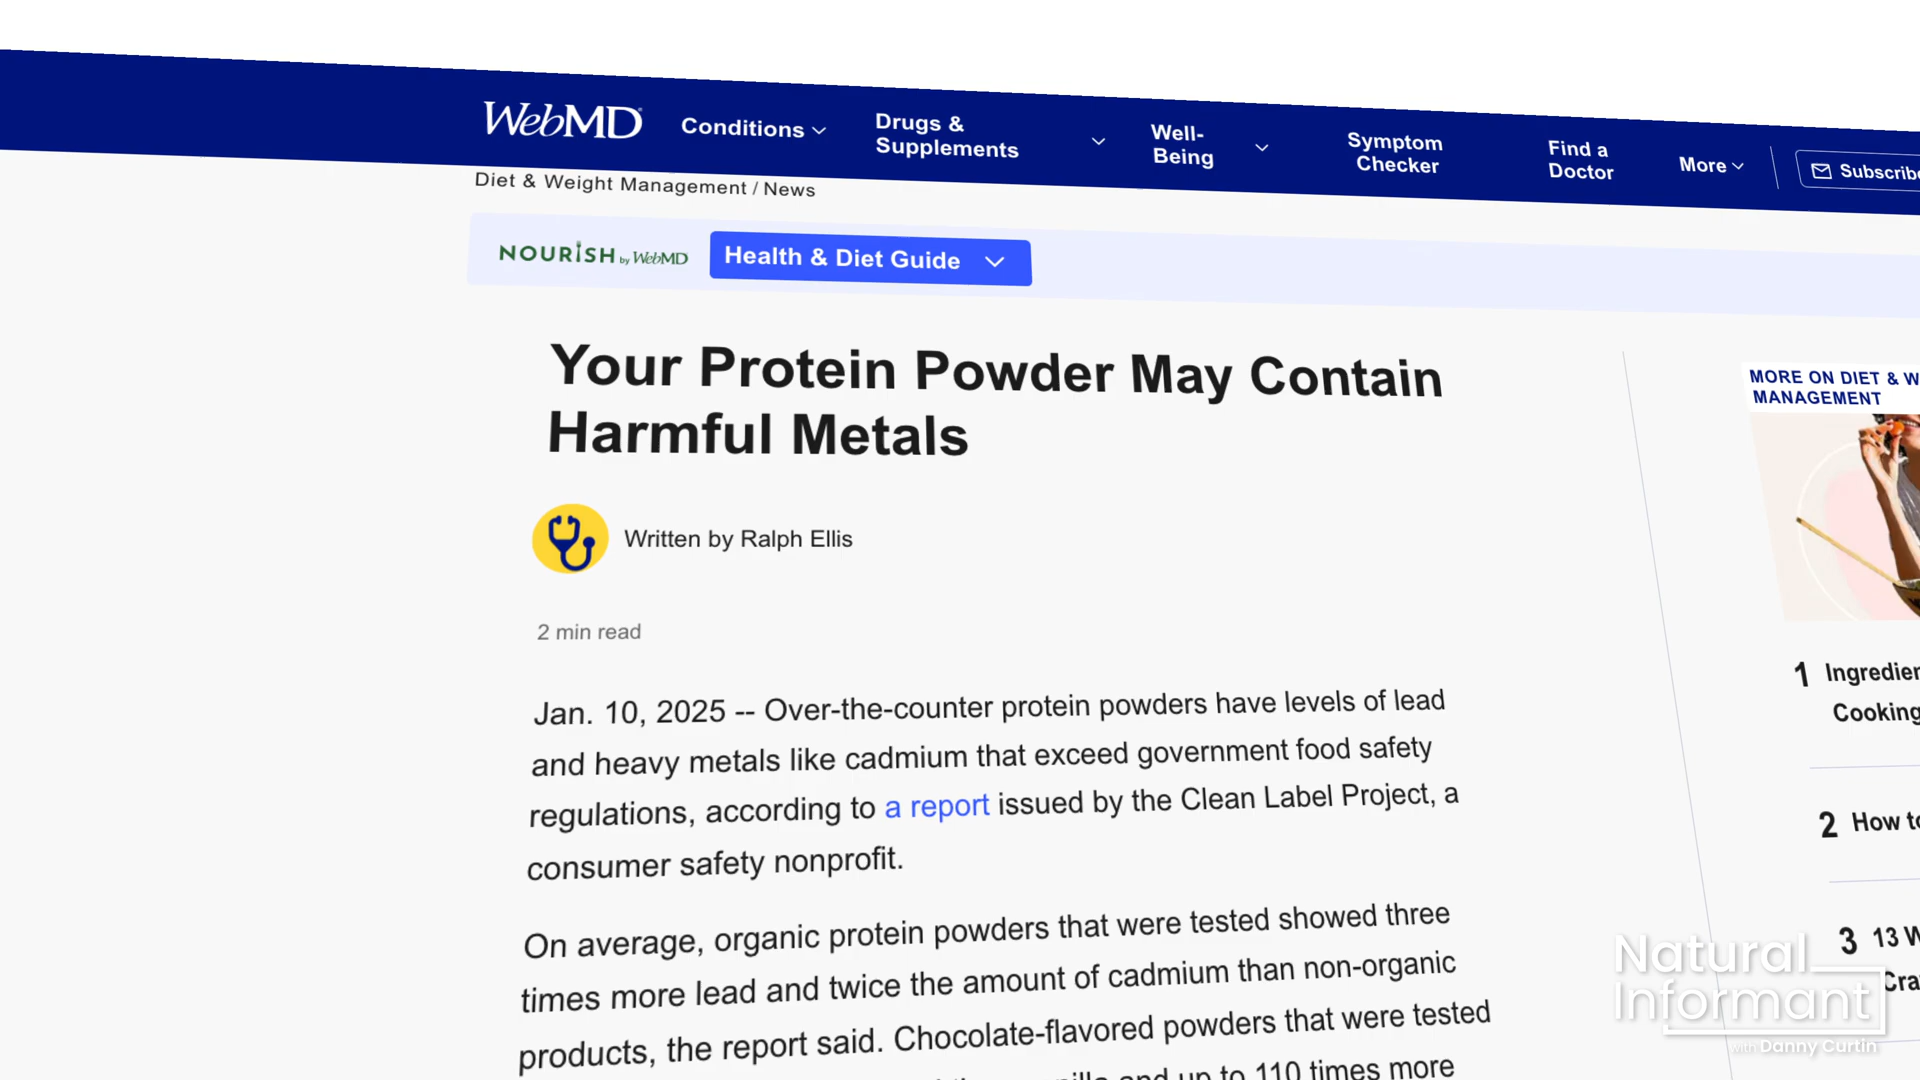 WebMD
Conditions
Drugs &
Supplements
Well-
Being
Symptom
Checker
Find a
Doctor
More
Diet & Weight Management / News
NOURISH by WebMD
Health & Diet Guide
Your Protein Powder May Contain
Harmful Metals
Written by Ralph Ellis
2 min read
Jan. 10, 2025 -- Over-the-counter protein powders have levels of lead
and heavy metals like cadmium that exceed government food safety
regulations, according to a report issued by the Clean Label Project, a
consumer safety nonprofit.
On average, organic protein powders that were tested showed three
times more lead and twice the amount of cadmium than non-organic
products, the report said. Chocolate-flavored powders that were tested
and up to 110 times more
MORE ON DIET &
MANAGEMENT
1
Cooking
2 How
3 13
Natural
Informant
with Danny Curtin